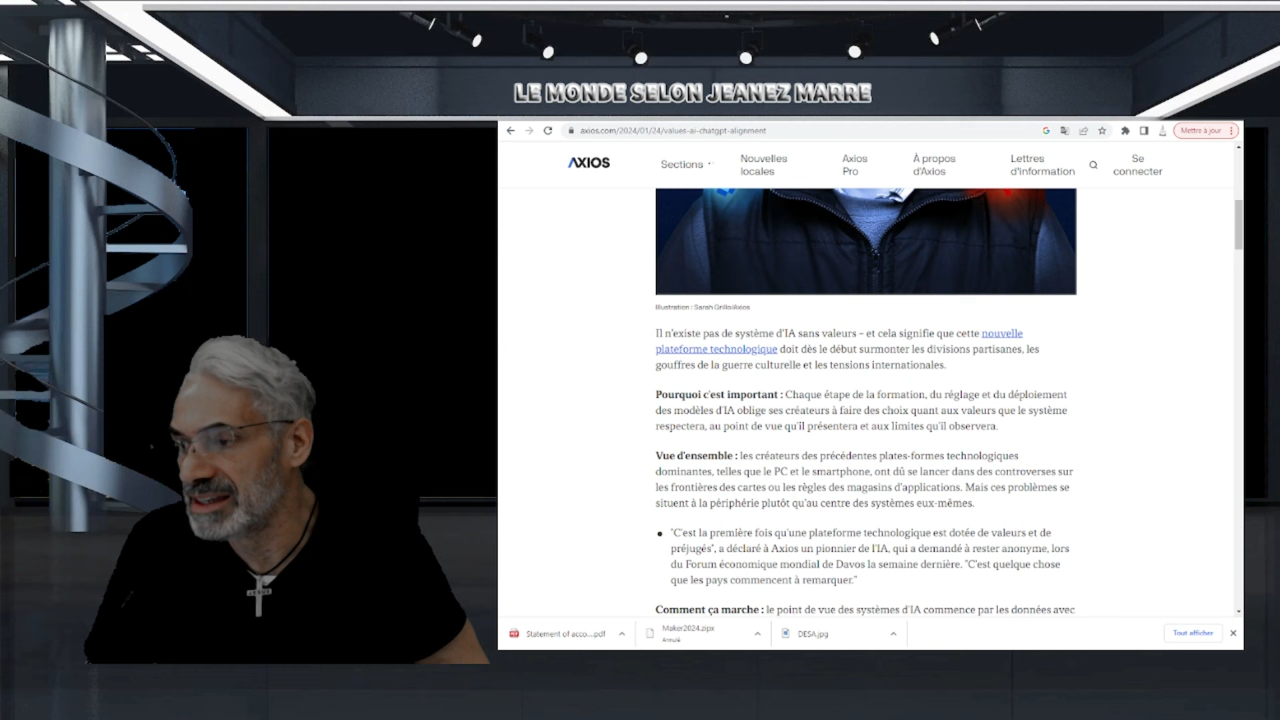 LE MONDE SELON JEANEZ MARRE
axios.com/2024/01/24/values-ai-chatgpt-alignment
Mettre à jour
AXIOS
Sections
Nouvelles locales
Axios Pro
À propos d'Axios
Lettres d'information
Se connecter
Illustration : Sarah Grillo/Axios
Il n'existe pas de système d'IA sans valeurs – et cela signifie que cette nouvelle
plateforme technologique doit dès le début surmonter les divisions partisanes, les
gouffres de la guerre culturelle et les tensions internationales.
Pourquoi c'est important : Chaque étape de la formation, du réglage et du déploiement
des modèles d'IA oblige ses créateurs à faire des choix quant aux valeurs que le système
respectera, au point de vue qu'il présentera et aux limites qu'il observera.
Vue d'ensemble : les créateurs des précédentes plates-formes technologiques
dominantes, telles que le PC et le smartphone, ont dû se lancer dans des controverses sur
les frontières des cartes ou les règles des magasins d'applications. Mais ces problèmes se
situent à la périphérie plutôt qu'au centre des systèmes eux-mêmes.
• "C'est la première fois qu'une plateforme technologique est dotée de valeurs et de
préjugés", a déclaré à Axios un pionnier de l'IA, qui a demandé à rester anonyme, lors
du Forum économique mondial de Davos la semaine dernière. "C'est quelque chose
que les pays commencent à remarquer."
Comment ça marche : le point de vue des systèmes d'IA commence par les données avec
Statement of acco....pdf
Maker2024.zipx
Annulé
DESA.jpg
Tout afficher